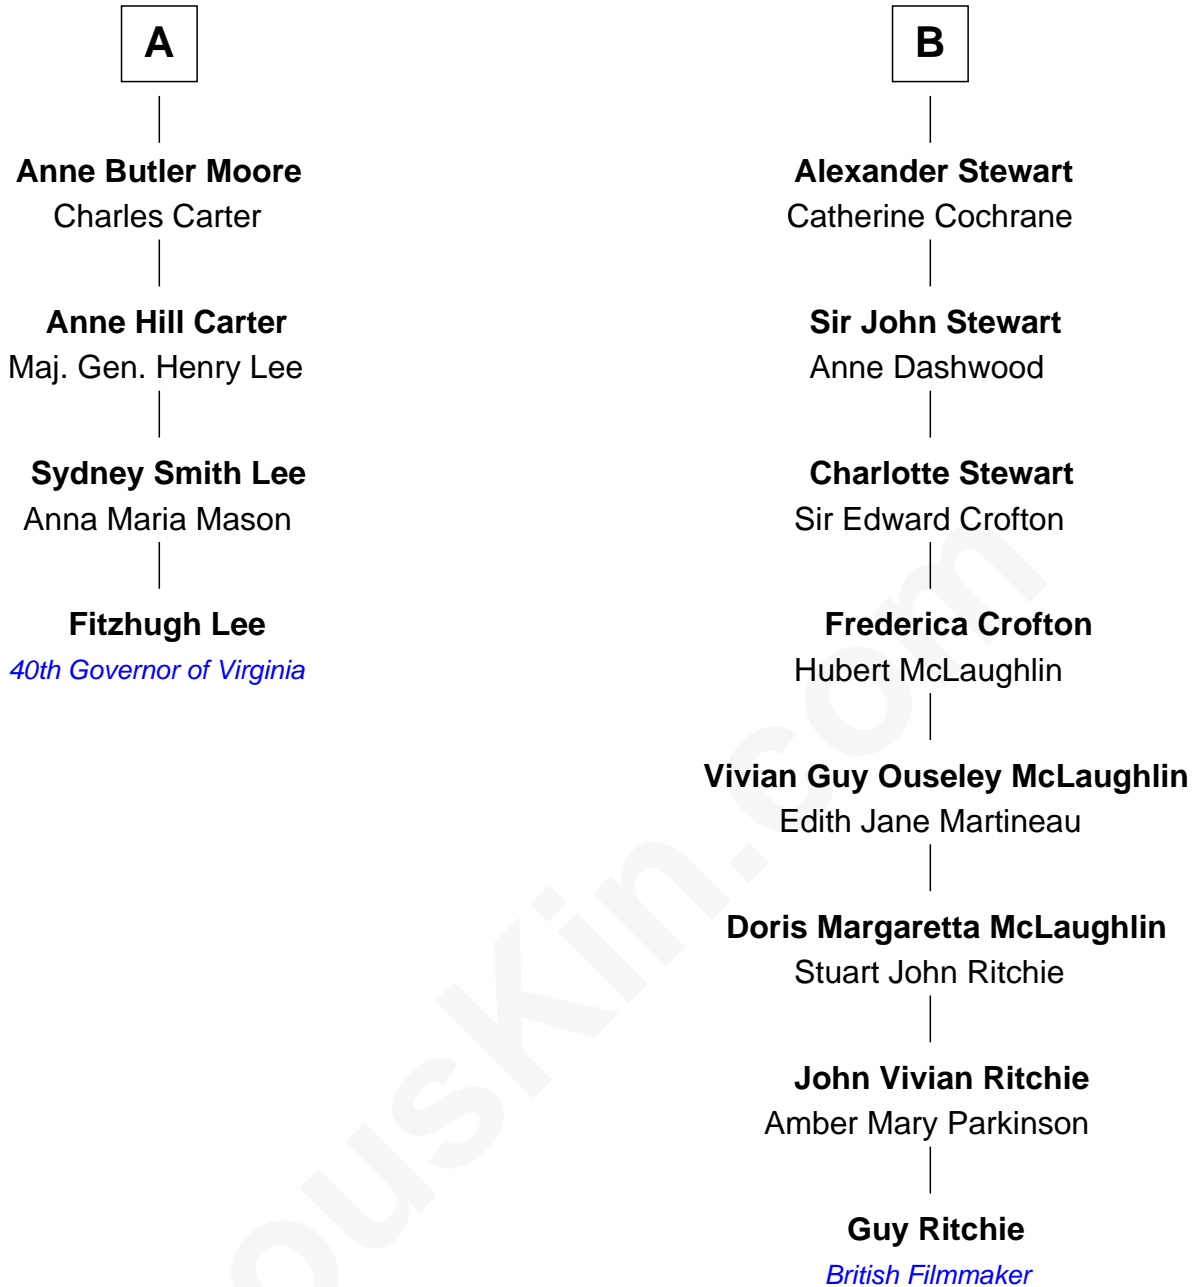 A
Anne Butler Moore
Charles Carter
Anne Hill Carter
Maj. Gen. Henry Lee
Sydney Smith Lee
Anna Maria Mason
Fitzhugh Lee
40th Governor of Virginia
B
Alexander Stewart
Catherine Cochrane
Sir John Stewart
Anne Dashwood
Charlotte Stewart
Sir Edward Crofton
Frederica Crofton
Hubert McLaughlin
Vivian Guy Ouseley McLaughlin
Edith Jane Martineau
Doris Margaretta McLaughlin
Stuart John Ritchie
John Vivian Ritchie
Amber Mary Parkinson
Guy Ritchie
British Filmmaker
ousKin.com